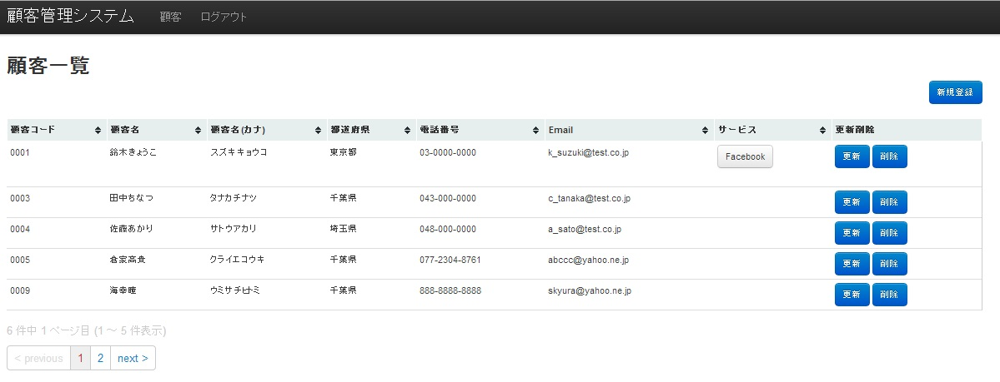 顧客管理システム 顧客 ログアウト
顧客一覧
新規登録
顧客コード 顧客名 顧客名(カナ) 都道府県 電話番号 Email サービス 更新削除
0001 鈴木きょうこ スズキキョウコ 東京都 03-0000-0000 k_suzuki@test.co.jp Facebook 更新 削除
0003 田中ちなつ タナカチナツ 千葉県 043-000-0000 c_tanaka@test.co.jp 更新 削除
0004 佐藤あかり サトウアカリ 埼玉県 048-000-0000 a_sato@test.co.jp 更新 削除
0005 倉家高貴 クライエコウキ 千葉県 077-2304-8761 abccc@yahoo.ne.jp 更新 削除
0009 海幸瞳 ウミサチヒトミ 千葉県 888-8888-8888 skyura@yahoo.ne.jp 更新 削除
6 件中 1 ページ目 (1 ～ 5 件表示)
< previous 1 2 next >